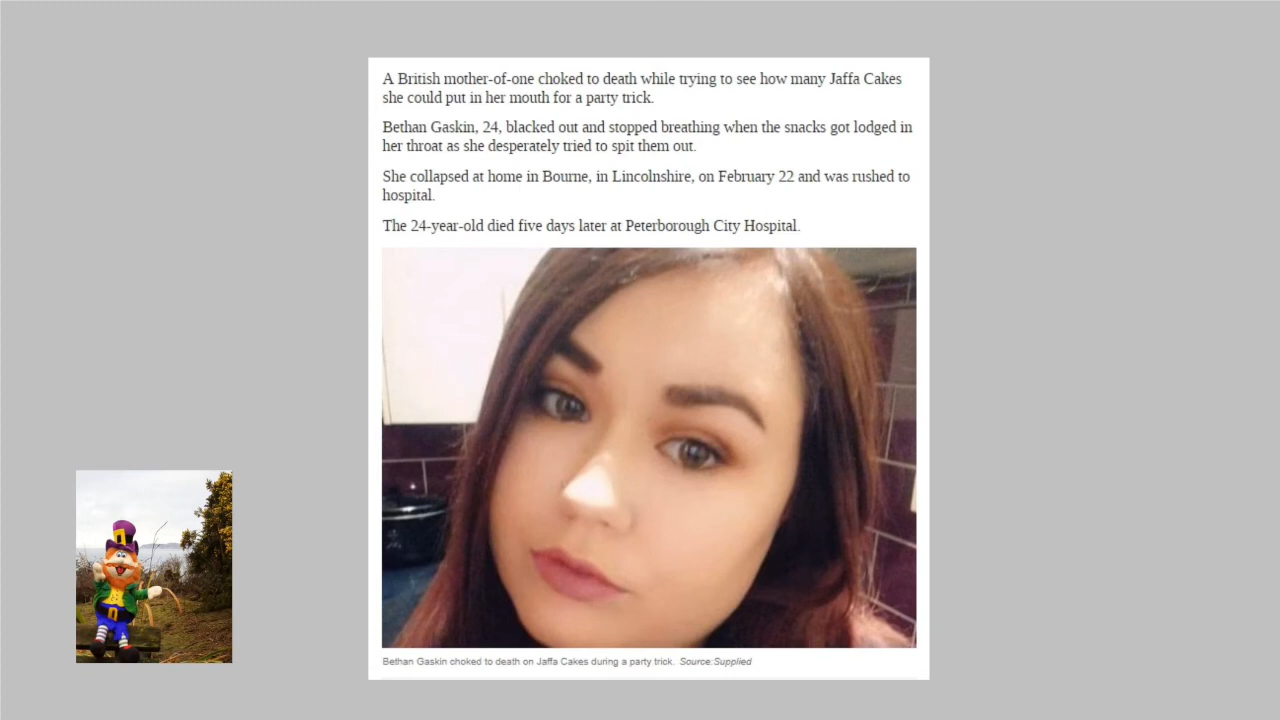 A British mother-of-one choked to death while trying to see how many Jaffa Cakes
she could put in her mouth for a party trick.
Bethan Gaskin, 24, blacked out and stopped breathing when the snacks got lodged in
her throat as she desperately tried to spit them out.
She collapsed at home in Bourne, in Lincolnshire, on February 22 and was rushed to
hospital.
The 24-year-old died five days later at Peterborough City Hospital.
Bethan Gaskin choked to death on Jaffa Cakes during a party trick. Source:Supplied